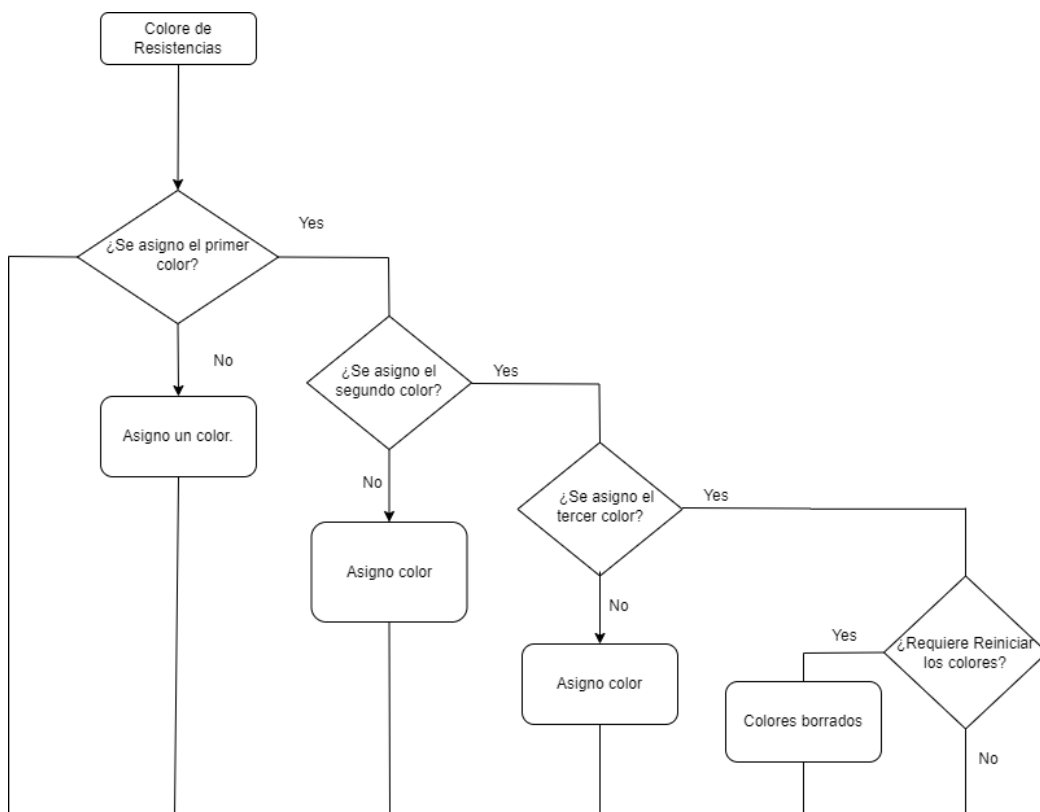 Colore de
Resistencias
Yes
¿Se asigno el primer
color?
No
¿Se asigno el
segundo color?
Yes
Asigno un color.
No
¿Se asigno el
tercer color?
Yes
Asigno color
No
Yes
¿Requiere Reiniciar
los colores?
Asigno color
Colores borrados
No